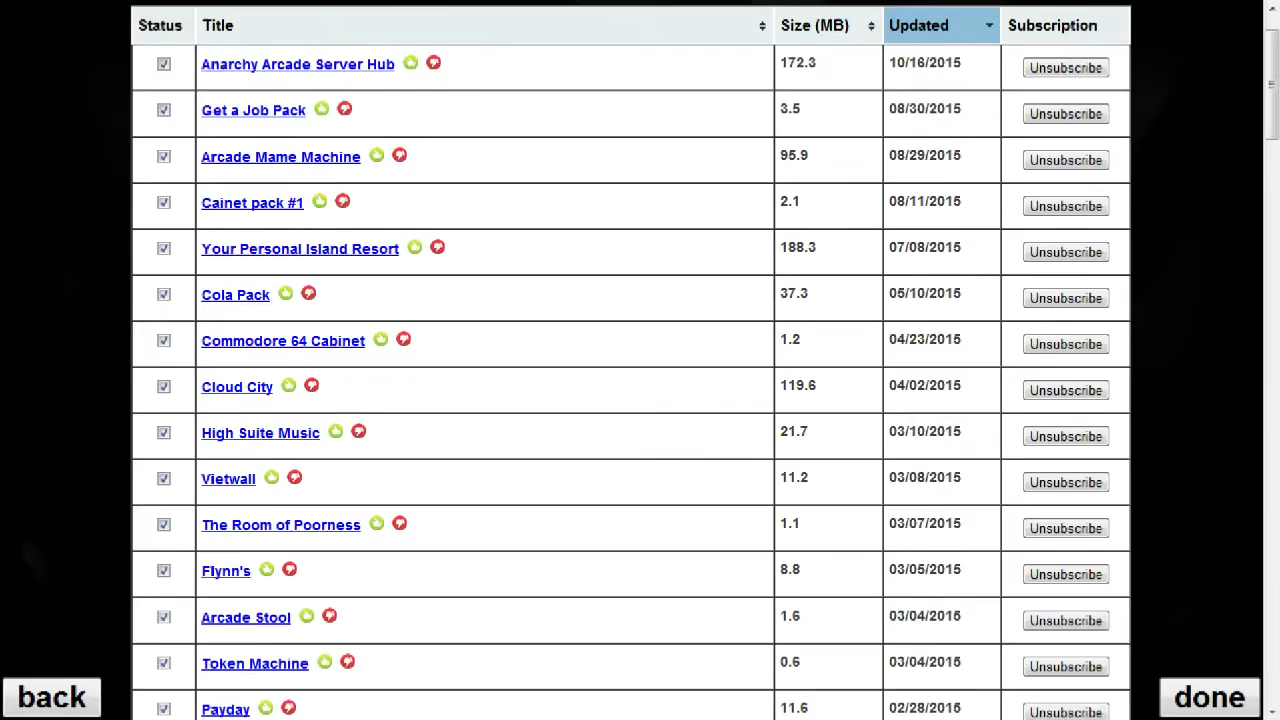 Status Title Size (MB) Updated Subscription
Anarchy Arcade Server Hub 172.3 10/16/2015 Unsubscribe
Get a Job Pack 3.5 08/30/2015 Unsubscribe
Arcade Mame Machine 95.9 08/29/2015 Unsubscribe
Cainet pack #1 2.1 08/11/2015 Unsubscribe
Your Personal Island Resort 188.3 07/08/2015 Unsubscribe
Cola Pack 37.3 05/10/2015 Unsubscribe
Commodore 64 Cabinet 1.2 04/23/2015 Unsubscribe
Cloud City 119.6 04/02/2015 Unsubscribe
High Suite Music 21.7 03/10/2015 Unsubscribe
Vietwall 11.2 03/08/2015 Unsubscribe
The Room of Poorness 1.1 03/07/2015 Unsubscribe
Flynn's 8.8 03/05/2015 Unsubscribe
Arcade Stool 1.6 03/04/2015 Unsubscribe
Token Machine 0.6 03/04/2015 Unsubscribe
Payday 11.6 02/28/2015 Unsubscribe
back done